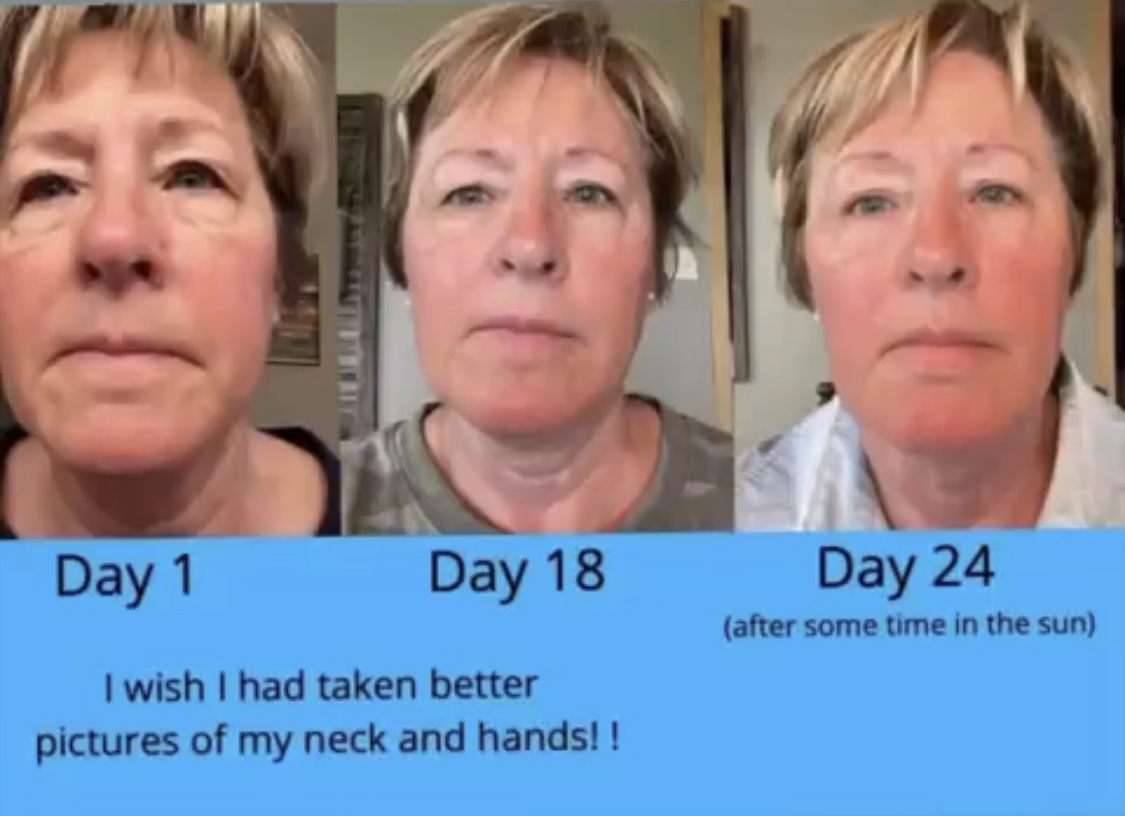 Day 1
Day 18
Day 24
(after some time in the sun)
I wish I had taken better
pictures of my neck and hands! !